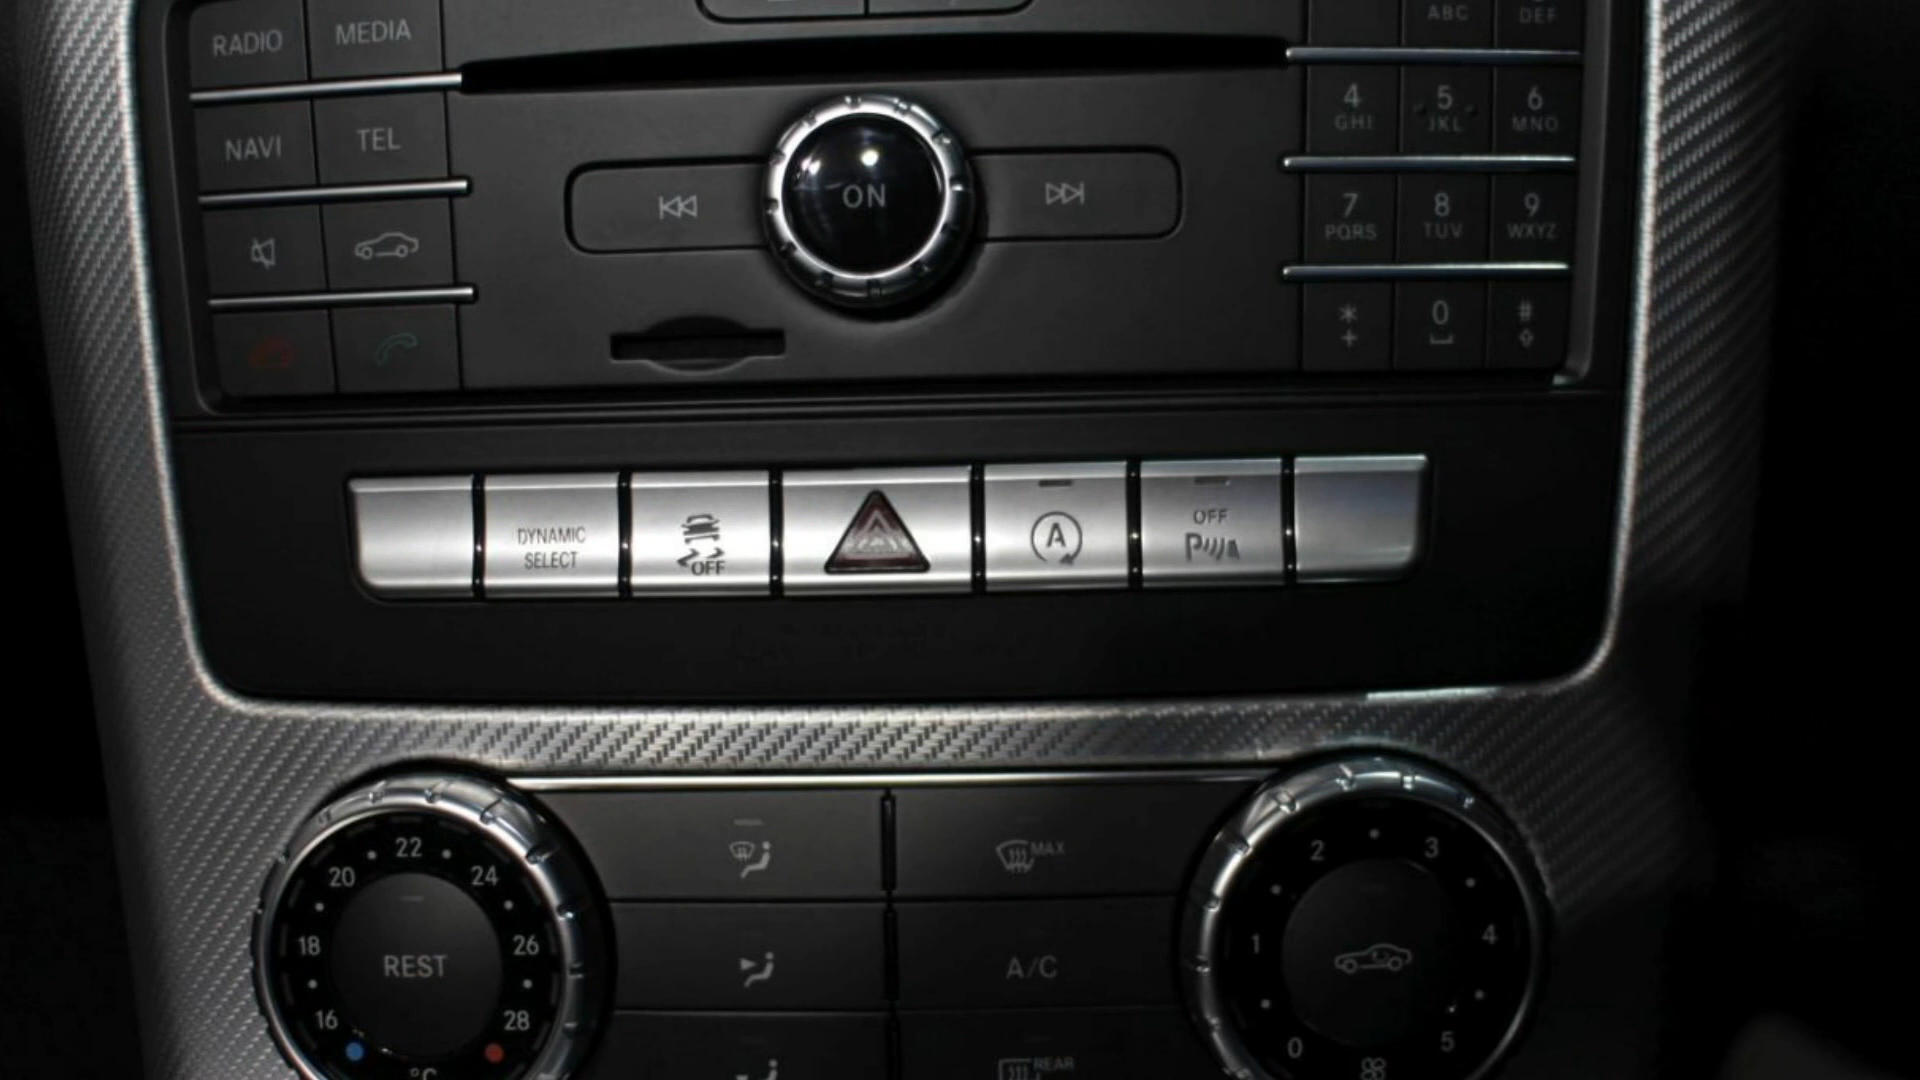 RADIO
MEDIA
ABC
DEF
NAVI
TEL
ON
4
GHI
5
JKL
6
MNO
7
PQRS
8
TUV
9
WXYZ
*
+
0
#
DYNAMIC
SELECT
OFF
A
OFF
P
22
20
24
18
26
16
28
REST
°C
MAX
A/C
REAR
2
3
1
4
0
5